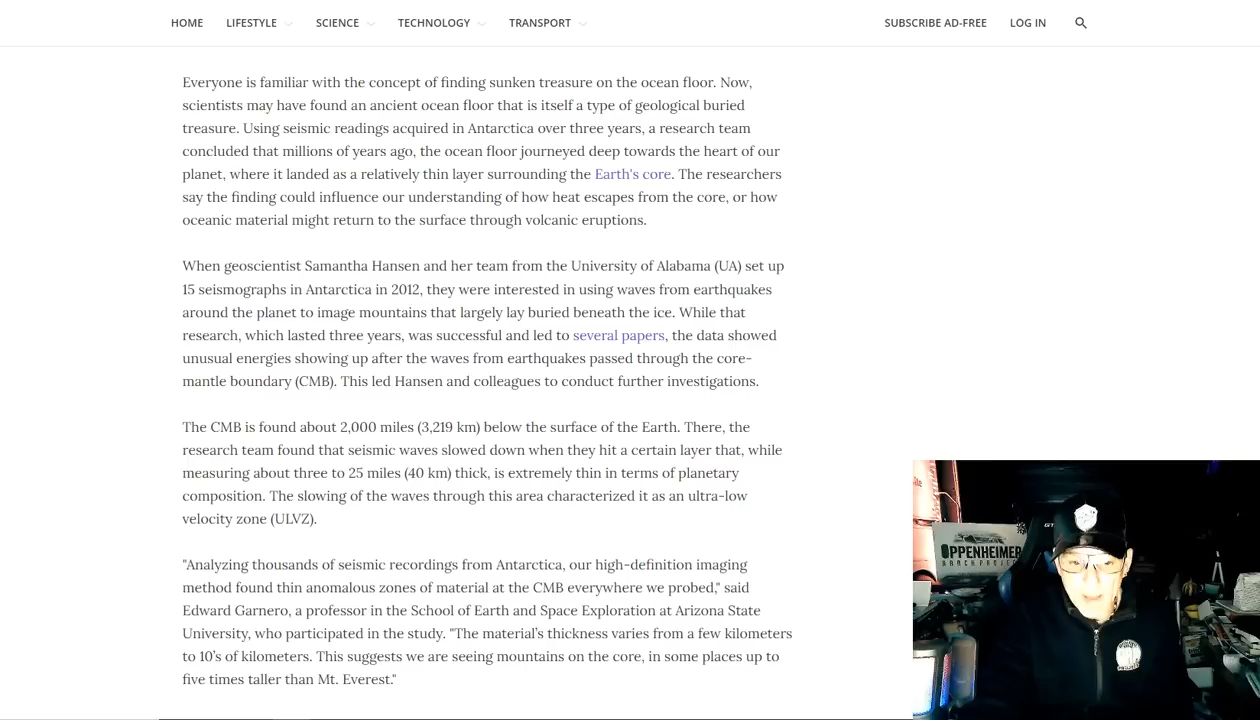 HOME LIFESTYLE SCIENCE TECHNOLOGY TRANSPORT SUBSCRIBE AD-FREE LOG IN
Everyone is familiar with the concept of finding sunken treasure on the ocean floor. Now,
scientists may have found an ancient ocean floor that is itself a type of geological buried
treasure. Using seismic readings acquired in Antarctica over three years, a research team
concluded that millions of years ago, the ocean floor journeyed deep towards the heart of our
planet, where it landed as a relatively thin layer surrounding the Earth's core. The researchers
say the finding could influence our understanding of how heat escapes from the core, or how
oceanic material might return to the surface through volcanic eruptions.
When geoscientist Samantha Hansen and her team from the University of Alabama (UA) set up
15 seismographs in Antarctica in 2012, they were interested in using waves from earthquakes
around the planet to image mountains that largely lay buried beneath the ice. While that
research, which lasted three years, was successful and led to several papers, the data showed
unusual energies showing up after the waves from earthquakes passed through the core-
mantle boundary (CMB). This led Hansen and colleagues to conduct further investigations.
The CMB is found about 2,000 miles (3,219 km) below the surface of the Earth. There, the
research team found that seismic waves slowed down when they hit a certain layer that, while
measuring about three to 25 miles (40 km) thick, is extremely thin in terms of planetary
composition. The slowing of the waves through this area characterized it as an ultra-low
velocity zone (ULVZ).
"Analyzing thousands of seismic recordings from Antarctica, our high-definition imaging
method found thin anomalous zones of material at the CMB everywhere we probed," said
Edward Garnero, a professor in the School of Earth and Space Exploration at Arizona State
University, who participated in the study. "The material's thickness varies from a few kilometers
to 10's of kilometers. This suggests we are seeing mountains on the core, in some places up to
five times taller than Mt. Everest."
OPPENHEIMER
RANCH PROJECT